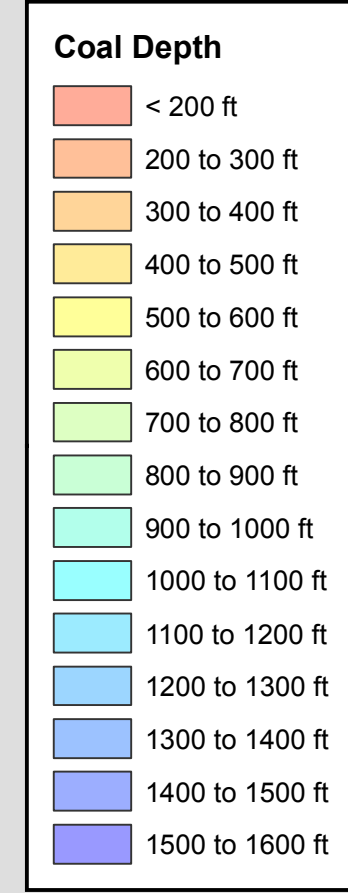 Coal Depth
< 200 ft
200 to 300 ft
300 to 400 ft
400 to 500 ft
500 to 600 ft
600 to 700 ft
700 to 800 ft
800 to 900 ft
900 to 1000 ft
1000 to 1100 ft
1100 to 1200 ft
1200 to 1300 ft
1300 to 1400 ft
1400 to 1500 ft
1500 to 1600 ft